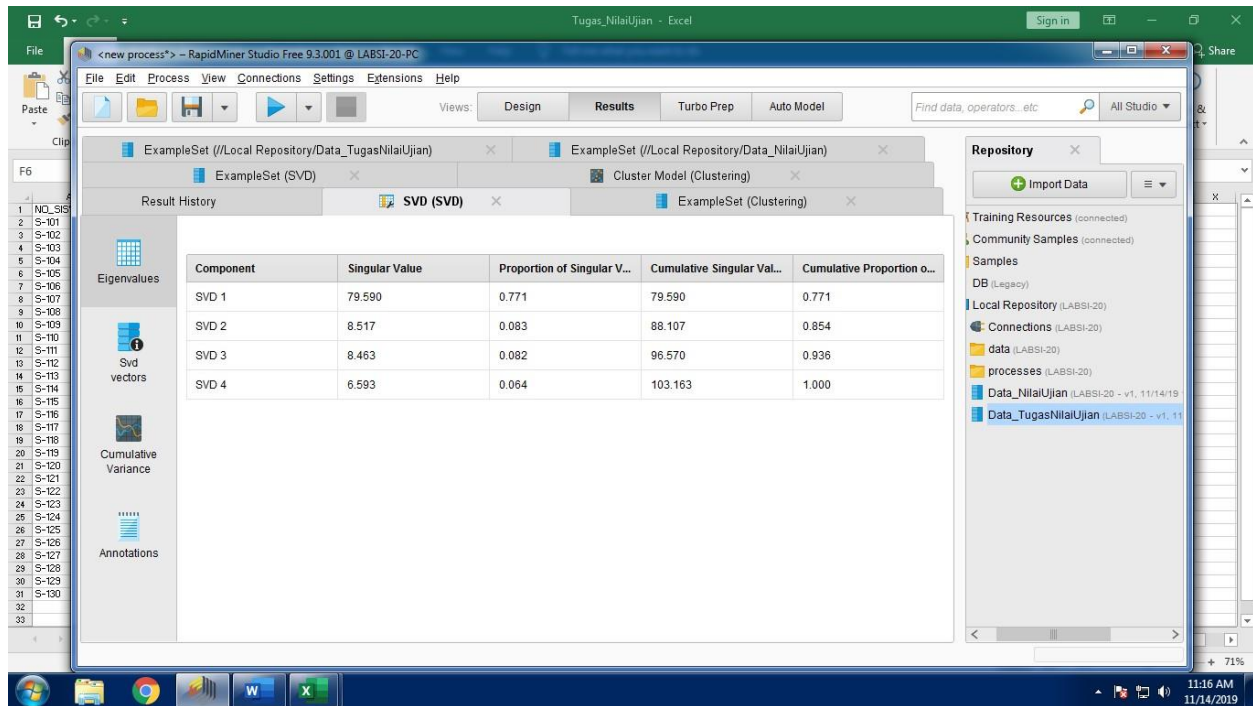 Tugas_NilaiUjian - Excel
Sign in
File
Share
Paste
Clip
F6
<new process*> – RapidMiner Studio Free 9.3.001 @ LABSI-20-PC
File Edit Process View Connections Settings Extensions Help
Views: Design Results Turbo Prep Auto Model
Find data, operators...etc
All Studio
ExampleSet (//Local Repository/Data_TugasNilaiUjian)
ExampleSet (//Local Repository/Data_NilaiUjian)
ExampleSet (SVD)
Cluster Model (Clustering)
Result History
SVD (SVD)
ExampleSet (Clustering)
Eigenvalues
Svd vectors
Cumulative Variance
Annotations
Component Singular Value Proportion of Singular V... Cumulative Singular Val... Cumulative Proportion o...
SVD 1 79.590 0.771 79.590 0.771
SVD 2 8.517 0.083 88.107 0.854
SVD 3 8.463 0.082 96.570 0.936
SVD 4 6.593 0.064 103.163 1.000
Repository
Import Data
Training Resources (connected)
Community Samples (connected)
Samples
DB (Legacy)
Local Repository (LABSI-20)
Connections (LABSI-20)
data (LABSI-20)
processes (LABSI-20)
Data_NilaiUjian (LABSI-20 - v1, 11/14/19
Data_TugasNilaiUjian (LABSI-20 - v1, 11
X
1 NO_SIS
2 S-101
3 S-102
4 S-103
5 S-104
6 S-105
7 S-106
8 S-107
9 S-108
10 S-109
11 S-110
12 S-111
13 S-112
14 S-113
15 S-114
16 S-115
17 S-116
18 S-117
19 S-118
20 S-119
21 S-120
22 S-121
23 S-122
24 S-123
25 S-124
26 S-125
27 S-126
28 S-127
29 S-128
30 S-129
31 S-130
32
33
71%
11:16 AM
11/14/2019